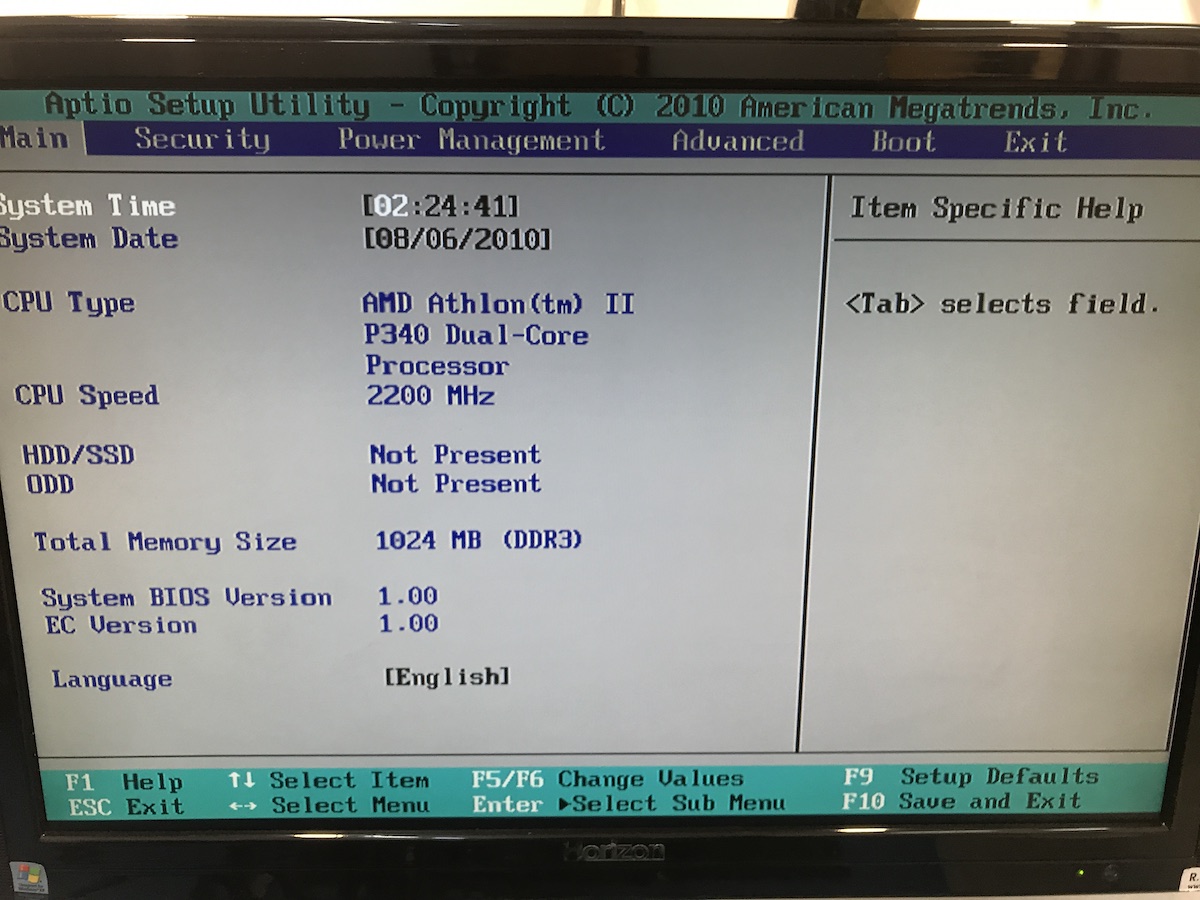 Aptio Setup Utility - Copyright (C) 2010 American Megatrends, Inc.
Main Security Power Management Advanced Boot Exit
System Time [02:24:41]
System Date [08/06/2010]
CPU Type AMD Athlon(tm) II
P340 Dual-Core
Processor
CPU Speed 2200 MHz
HDD/SSD Not Present
ODD Not Present
Total Memory Size 1024 MB (DDR3)
System BIOS Version 1.00
EC Version 1.00
Language [English]
Item Specific Help
<Tab> selects field.
F1 Help ↑↓ Select Item F5/F6 Change Values F9 Setup Defaults
ESC Exit ←→ Select Menu Enter ▶Select Sub Menu F10 Save and Exit
Horizon
R.